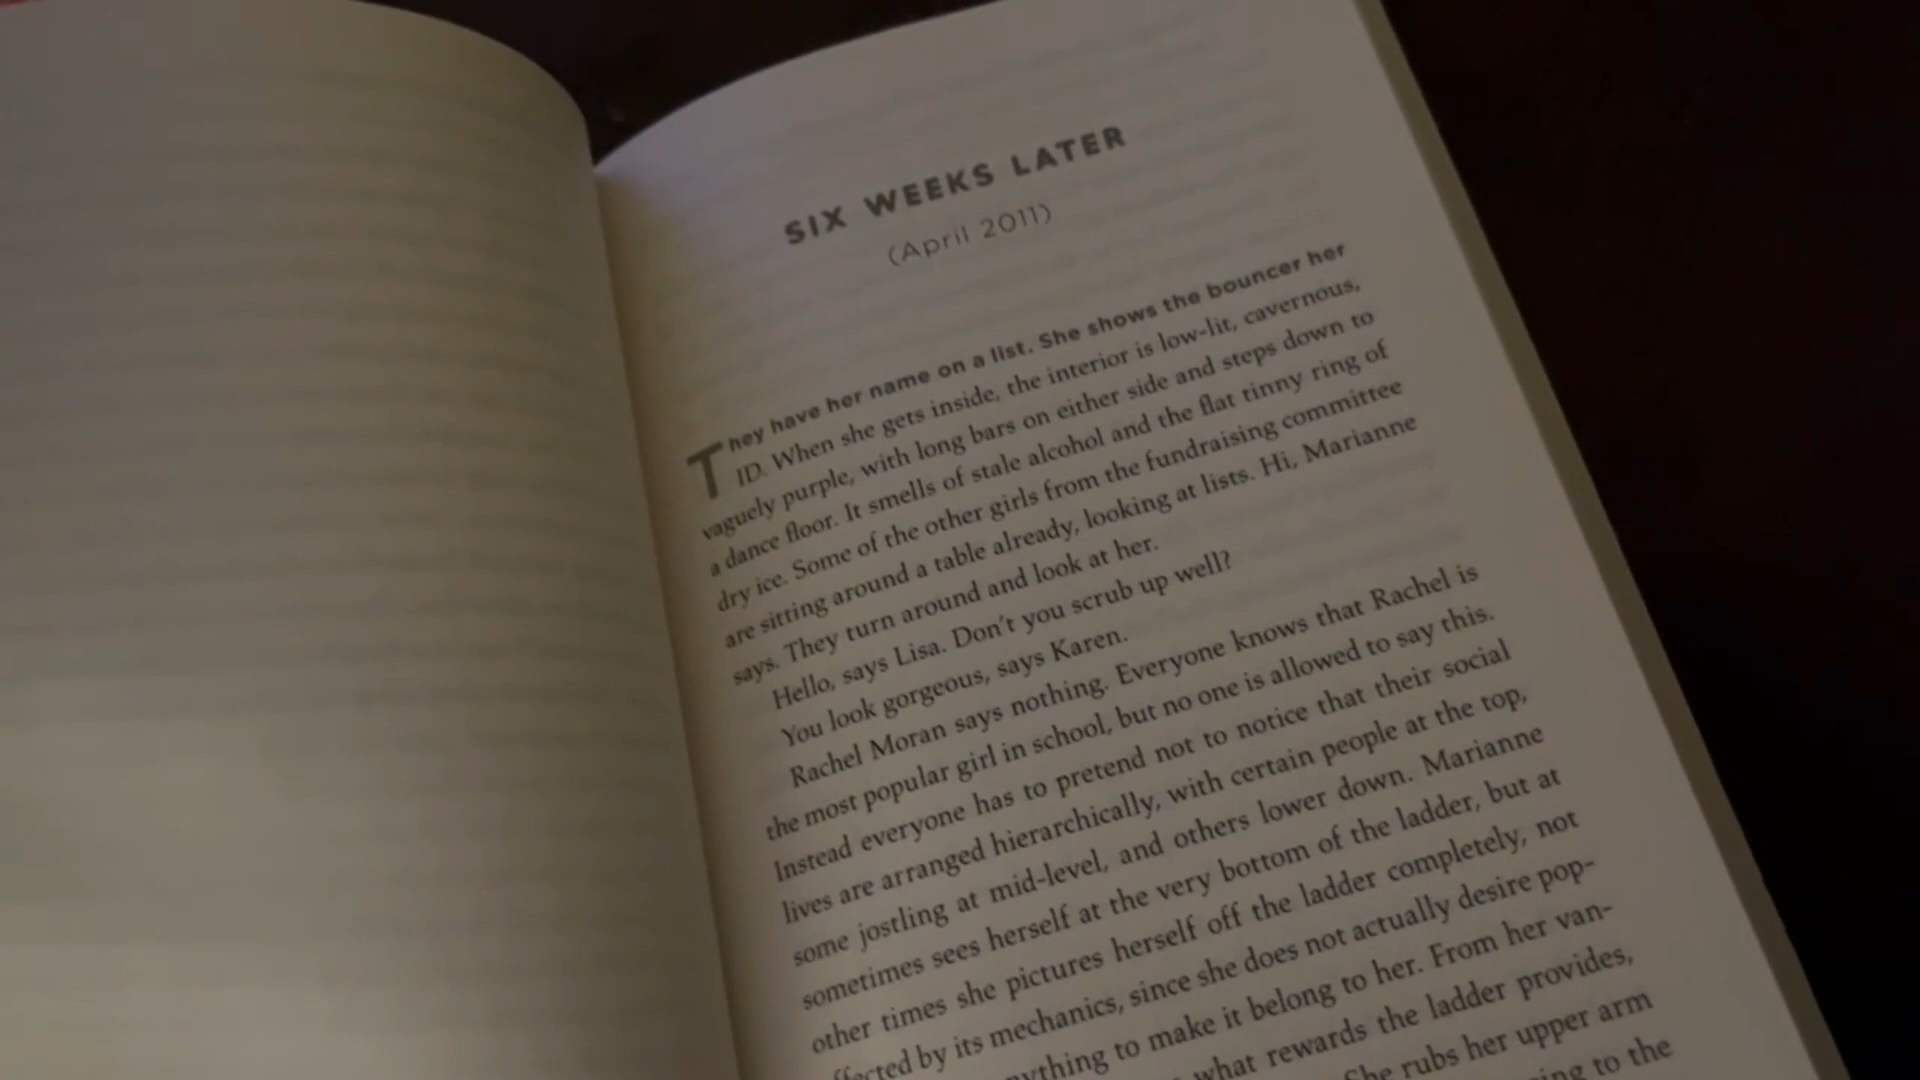 SIX WEEKS LATER
(April 2011)
They have her name on a list. She shows the bouncer her
ID. When she gets inside, the interior is low-lit, cavernous,
vaguely purple, with long bars on either side and steps down to
a dance floor. It smells of stale alcohol and the flat tinny ring of
dry ice. Some of the other girls from the fundraising committee
are sitting around a table already, looking at lists. Hi, Marianne
says. They turn around and look at her.
Hello, says Lisa. Don't you scrub up well?
You look gorgeous, says Karen.
Rachel Moran says nothing. Everyone knows that Rachel is
the most popular girl in school, but no one is allowed to say this.
Instead everyone has to pretend not to notice that their social
lives are arranged hierarchically, with certain people at the top,
some jostling at mid-level, and others lower down. Marianne
sometimes sees herself at the very bottom of the ladder, but at
other times she pictures herself off the ladder completely, not
ffected by its mechanics, since she does not actually desire pop-
ything to make it belong to her. From her van-
what rewards the ladder provides,
She rubs her upper arm
ing to the